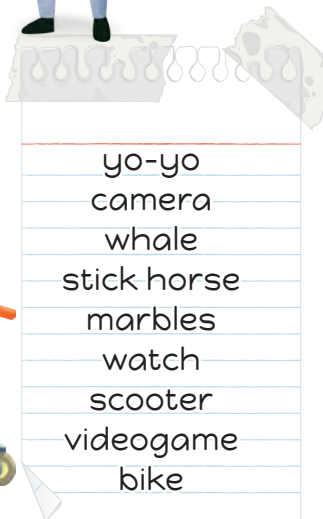 yo-yo
camera
whale
stick horse
marbles
watch
scooter
videogame
bike